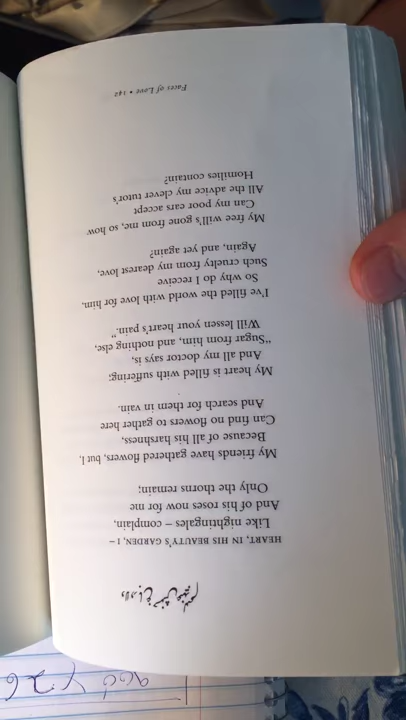 HEART, IN HIS BEAUTY'S GARDEN, I –
Like nightingales – complain,
And of his roses now for me
Only the thorns remain;
My friends have gathered flowers, but I,
Because of all his harshness,
Can find no flowers to gather here
And search for them in vain.
My heart is filled with suffering;
And all my doctor says is,
"Sugar from him, and nothing else,
Will lessen your heart's pain."
I've filled the world with love for him.
So why do I receive
Such cruelty from my dearest love,
Again, and yet again?
My free will's gone from me, so how
Can my poor ears accept
All the advice my clever tutor's
Homilies contain?
Faces of Love • 142